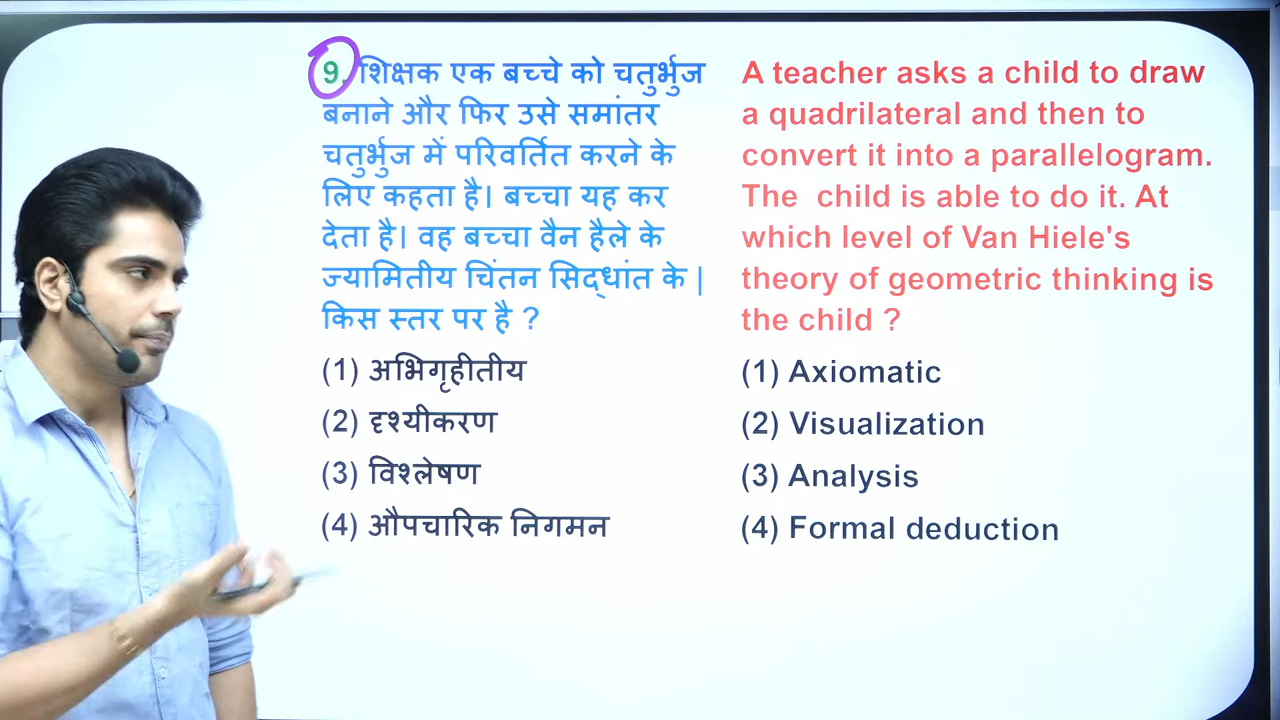 9. शिक्षक एक बच्चे को चतुर्भुज
बनाने और फिर उसे समांतर
चतुर्भुज में परिवर्तित करने के
लिए कहता है। बच्चा यह कर
देता है। वह बच्चा वैन हैले के
ज्यामितीय चिंतन सिद्धांत के |
किस स्तर पर है ?
(1) अभिगृहीतीय
(2) दृश्यीकरण
(3) विश्लेषण
(4) औपचारिक निगमन
A teacher asks a child to draw
a quadrilateral and then to
convert it into a parallelogram.
The child is able to do it. At
which level of Van Hiele's
theory of geometric thinking is
the child ?
(1) Axiomatic
(2) Visualization
(3) Analysis
(4) Formal deduction